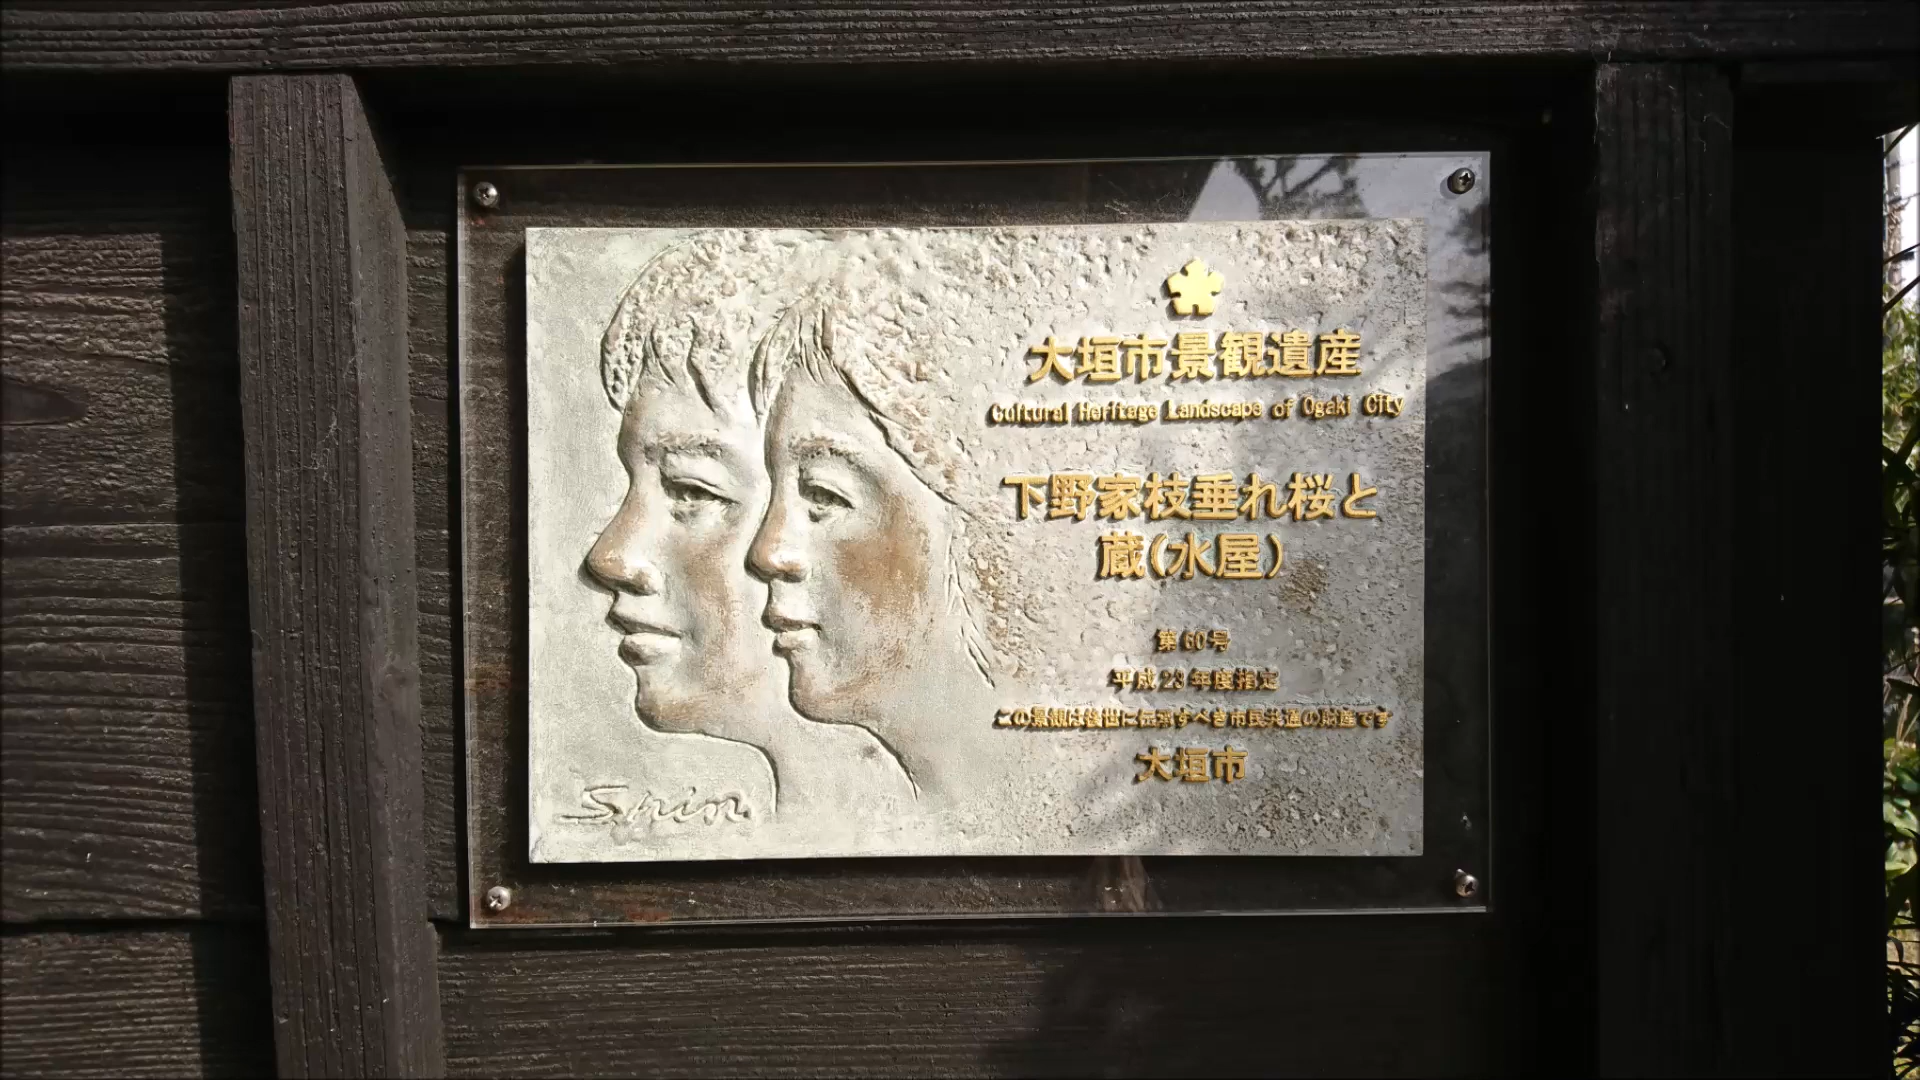 大垣市景観遺産
Cultural Heritage Landscape of Ogaki City
下野家枝垂れ桜と
蔵(水屋)
第60号
平成23年度指定
この景観は後世に伝承すべき市民共通の財産です
大垣市